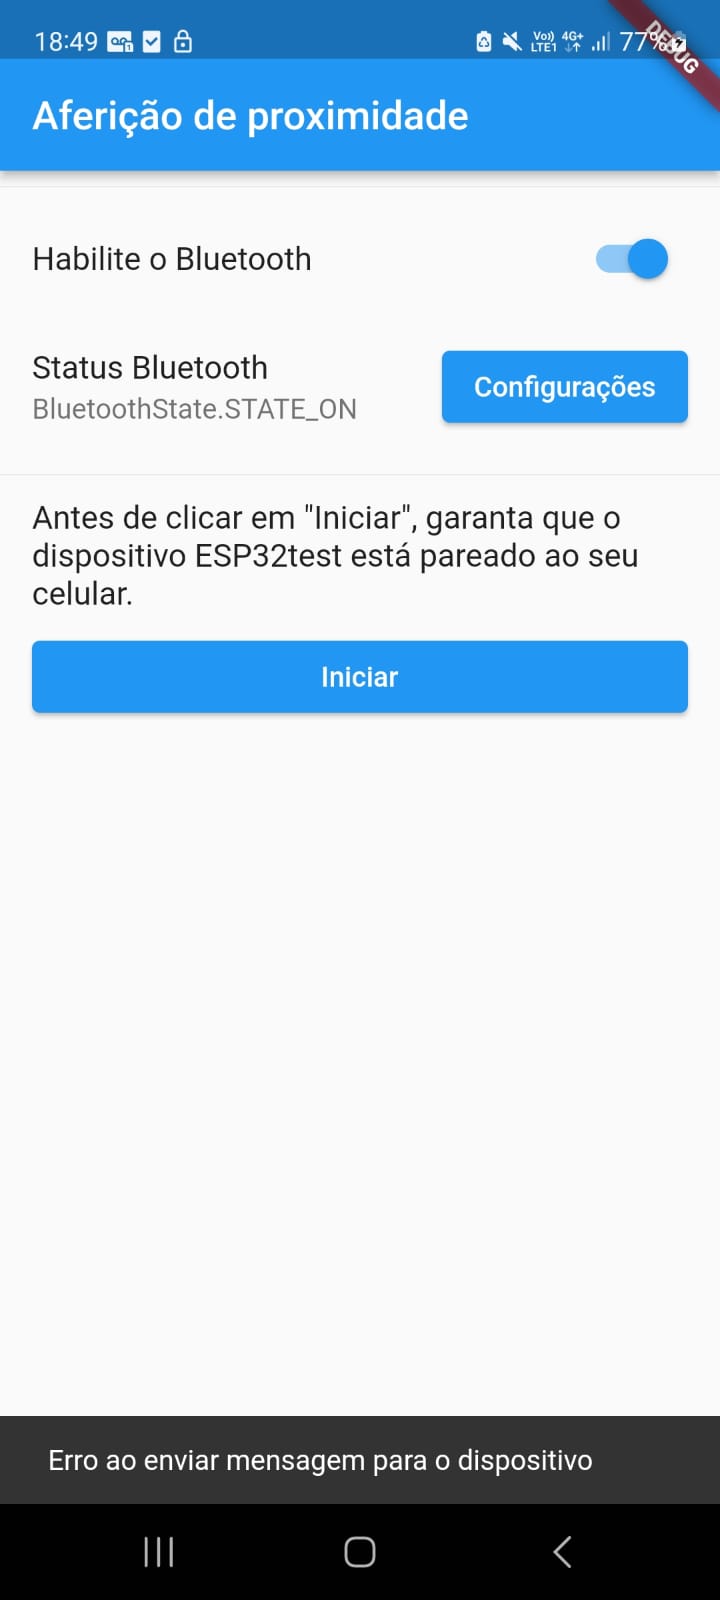 18:49
Vo)) 4G+
LTE1
77%
DEBUG
Aferição de proximidade
Habilite o Bluetooth
Status Bluetooth
BluetoothState.STATE_ON
Configurações
Antes de clicar em "Iniciar", garanta que o
dispositivo ESP32test está pareado ao seu
celular.
Iniciar
Erro ao enviar mensagem para o dispositivo